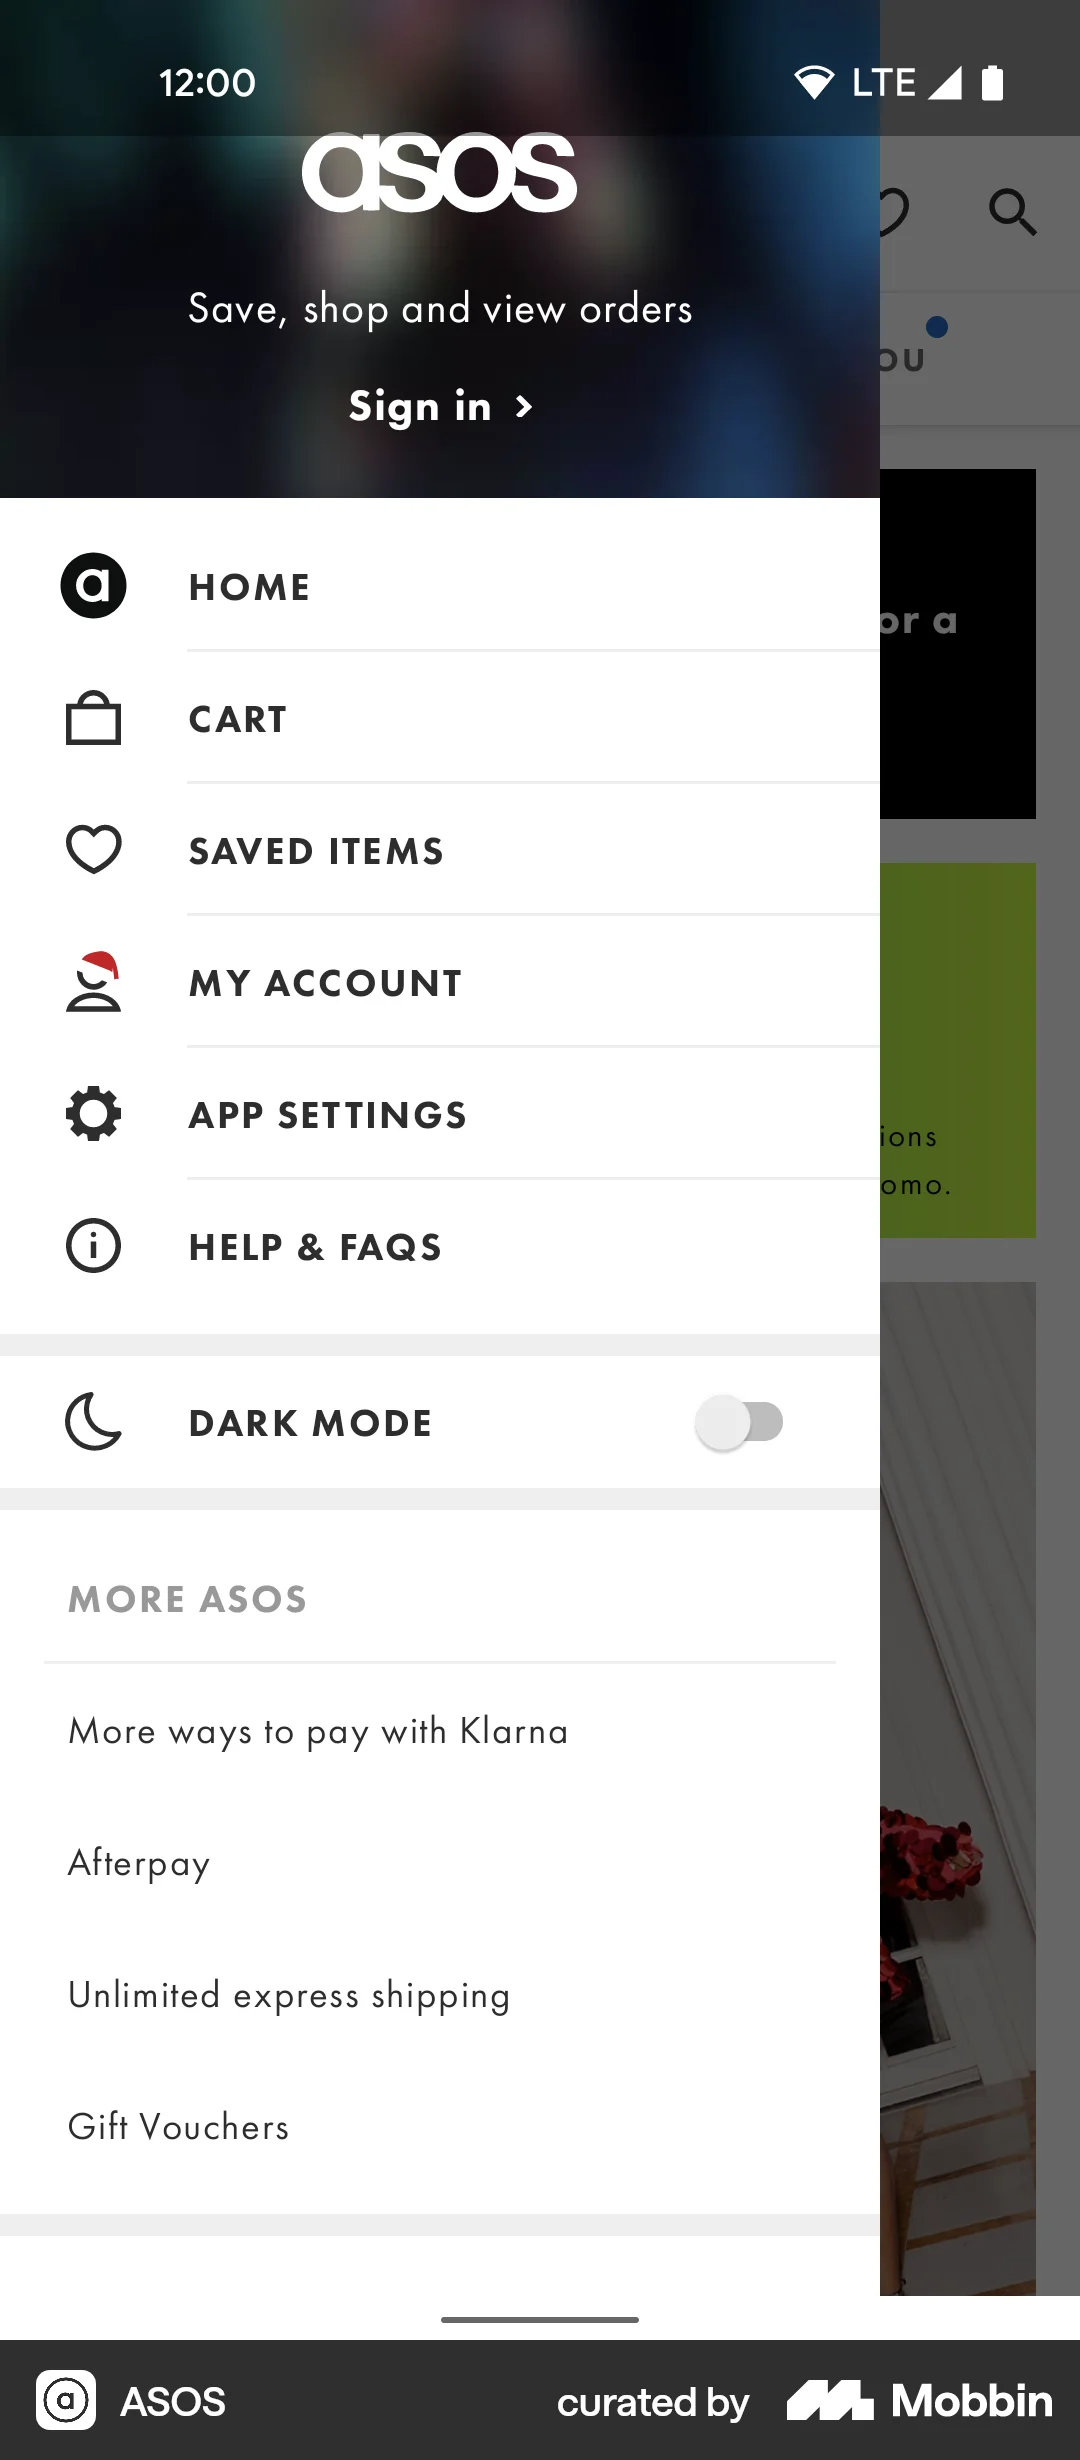 12:00
LTE
asos
Save, shop and view orders
Sign in
OU
HOME
or a
CART
SAVED ITEMS
MY ACCOUNT
APP SETTINGS
ions
omo.
HELP & FAQS
DARK MODE
MORE ASOS
More ways to pay with Klarna
Afterpay
Unlimited express shipping
Gift Vouchers
a ASOS
curated by Mobbin